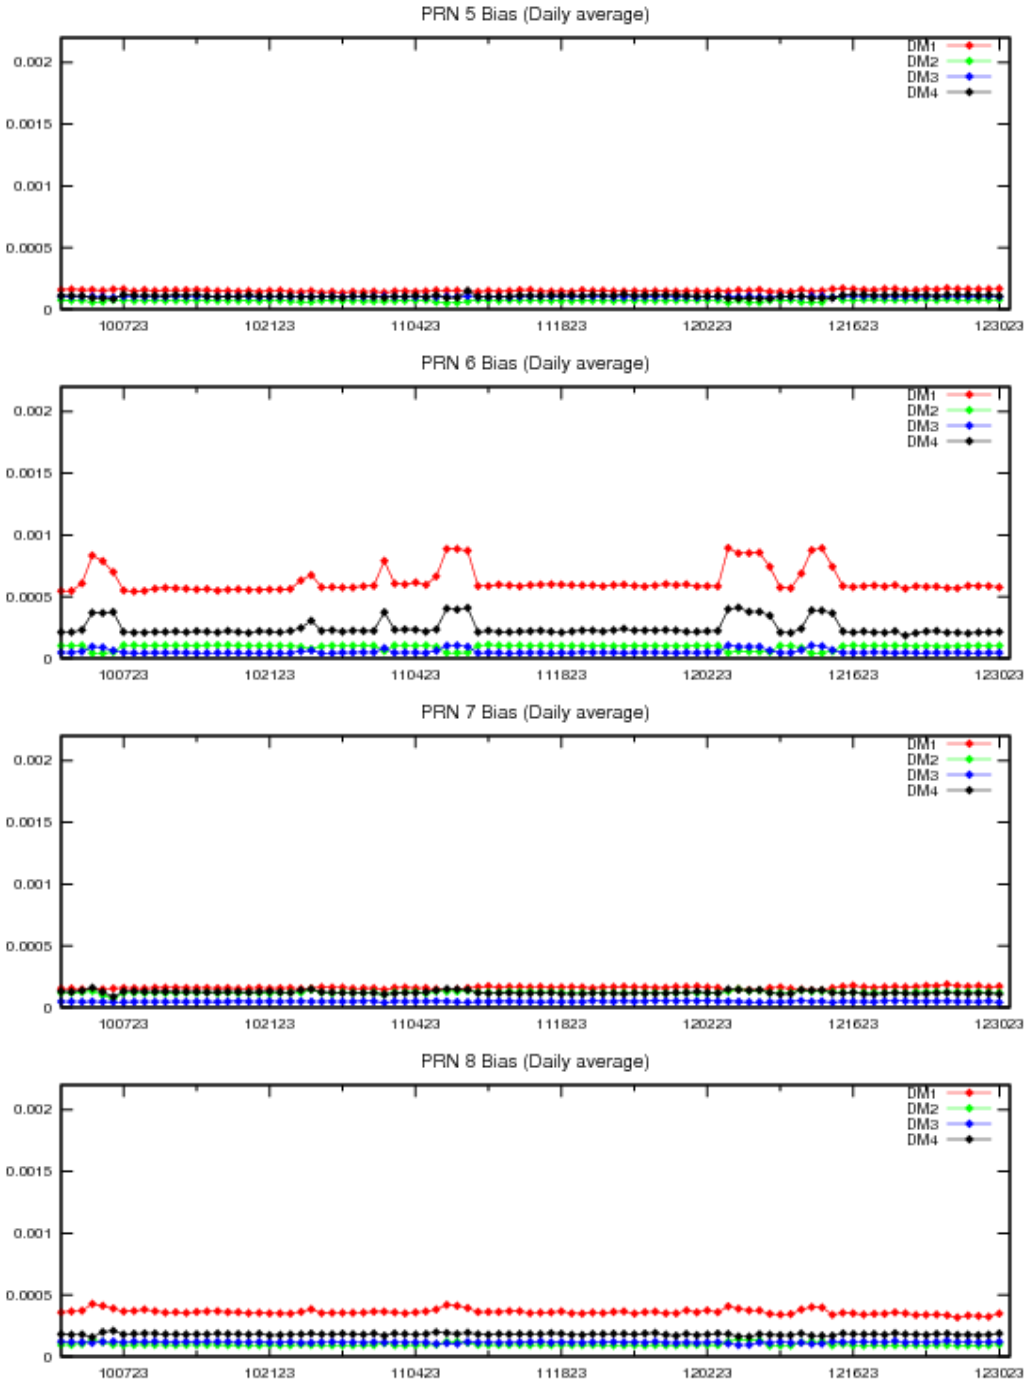 PRN 5 Bias (Daily average)
DM1
0.002
DM2
DM3
DM4
0.0015
0.001
0.0005
0
100723 102123 110423 111823 120223 121623 123023
PRN 6 Bias (Daily average)
DM1
0.002
DM2
DM3
DM4
0.0015
0.001
0.0005
0
100723 102123 110423 111823 120223 121623 123023
PRN 7 Bias (Daily average)
DM1
0.002
DM2
DM3
DM4
0.0015
0.001
0.0005
0
100723 102123 110423 111823 120223 121623 123023
PRN 8 Bias (Daily average)
DM1
0.002
DM2
DM3
DM4
0.0015
0.001
0.0005
0
100723 102123 110423 111823 120223 121623 123023